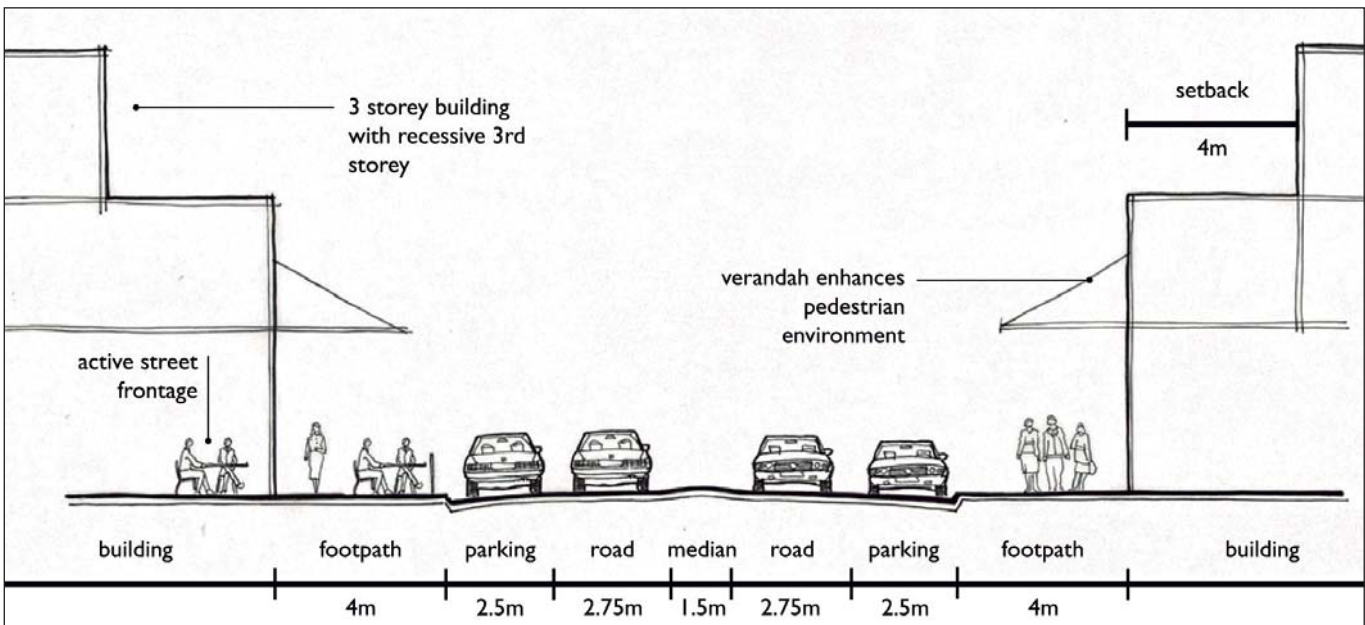 3 storey building
with recessive 3rd
storey
setback
4m
verandah enhances
pedestrian
environment
active street
frontage
building footpath parking road median road parking footpath building
4m 2.5m 2.75m 1.5m 2.75m 2.5m 4m